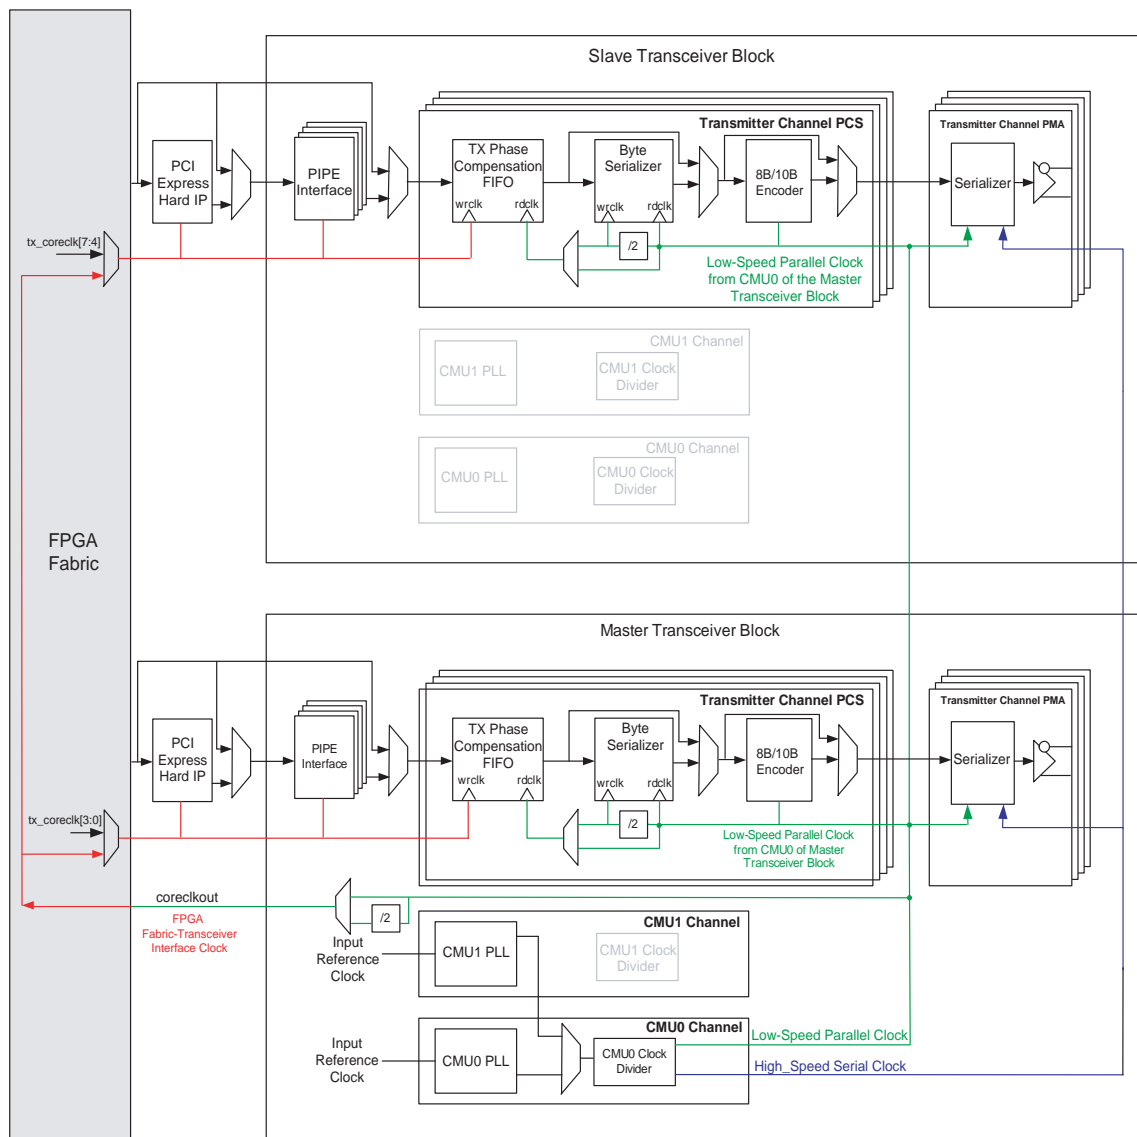 Slave Transceiver Block
Transmitter Channel PCS
Transmitter Channel PMA
PCI
Express
Hard IP
PIPE
Interface
TX Phase
Compensation
FIFO
wrclk
rdclk
Byte
Serializer
wrclk
rdclk
/2
8B/10B
Encoder
Serializer
tx_coreclk[7:4]
Low-Speed Parallel Clock
from CMU0 of the Master
Transceiver Block
CMU1 Channel
CMU1 PLL
CMU1 Clock
Divider
CMU0 Channel
CMU0 PLL
CMU0 Clock
Divider
FPGA
Fabric
Master Transceiver Block
Transmitter Channel PCS
Transmitter Channel PMA
PCI
Express
Hard IP
PIPE
Interface
TX Phase
Compensation
FIFO
wrclk
rdclk
Byte
Serializer
wrclk
rdclk
/2
8B/10B
Encoder
Serializer
tx_coreclk[3:0]
Low-Speed Parallel Clock
from CMU0 of Master
Transceiver Block
coreclkout
FPGA
Fabric-Transceiver
Interface Clock
/2
Input
Reference
Clock
CMU1 Channel
CMU1 PLL
CMU1 Clock
Divider
Input
Reference
Clock
CMU0 Channel
CMU0 PLL
CMU0 Clock
Divider
Low-Speed Parallel Clock
High_Speed Serial Clock